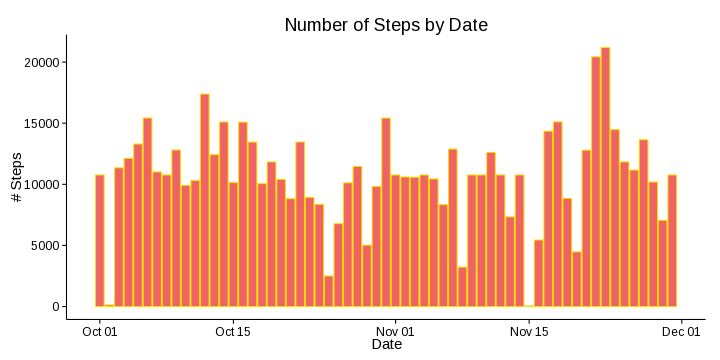 Number of Steps by Date
# Steps
20000
15000
10000
5000
0
Oct 01 Oct 15 Nov 01 Nov 15 Dec 01
Date